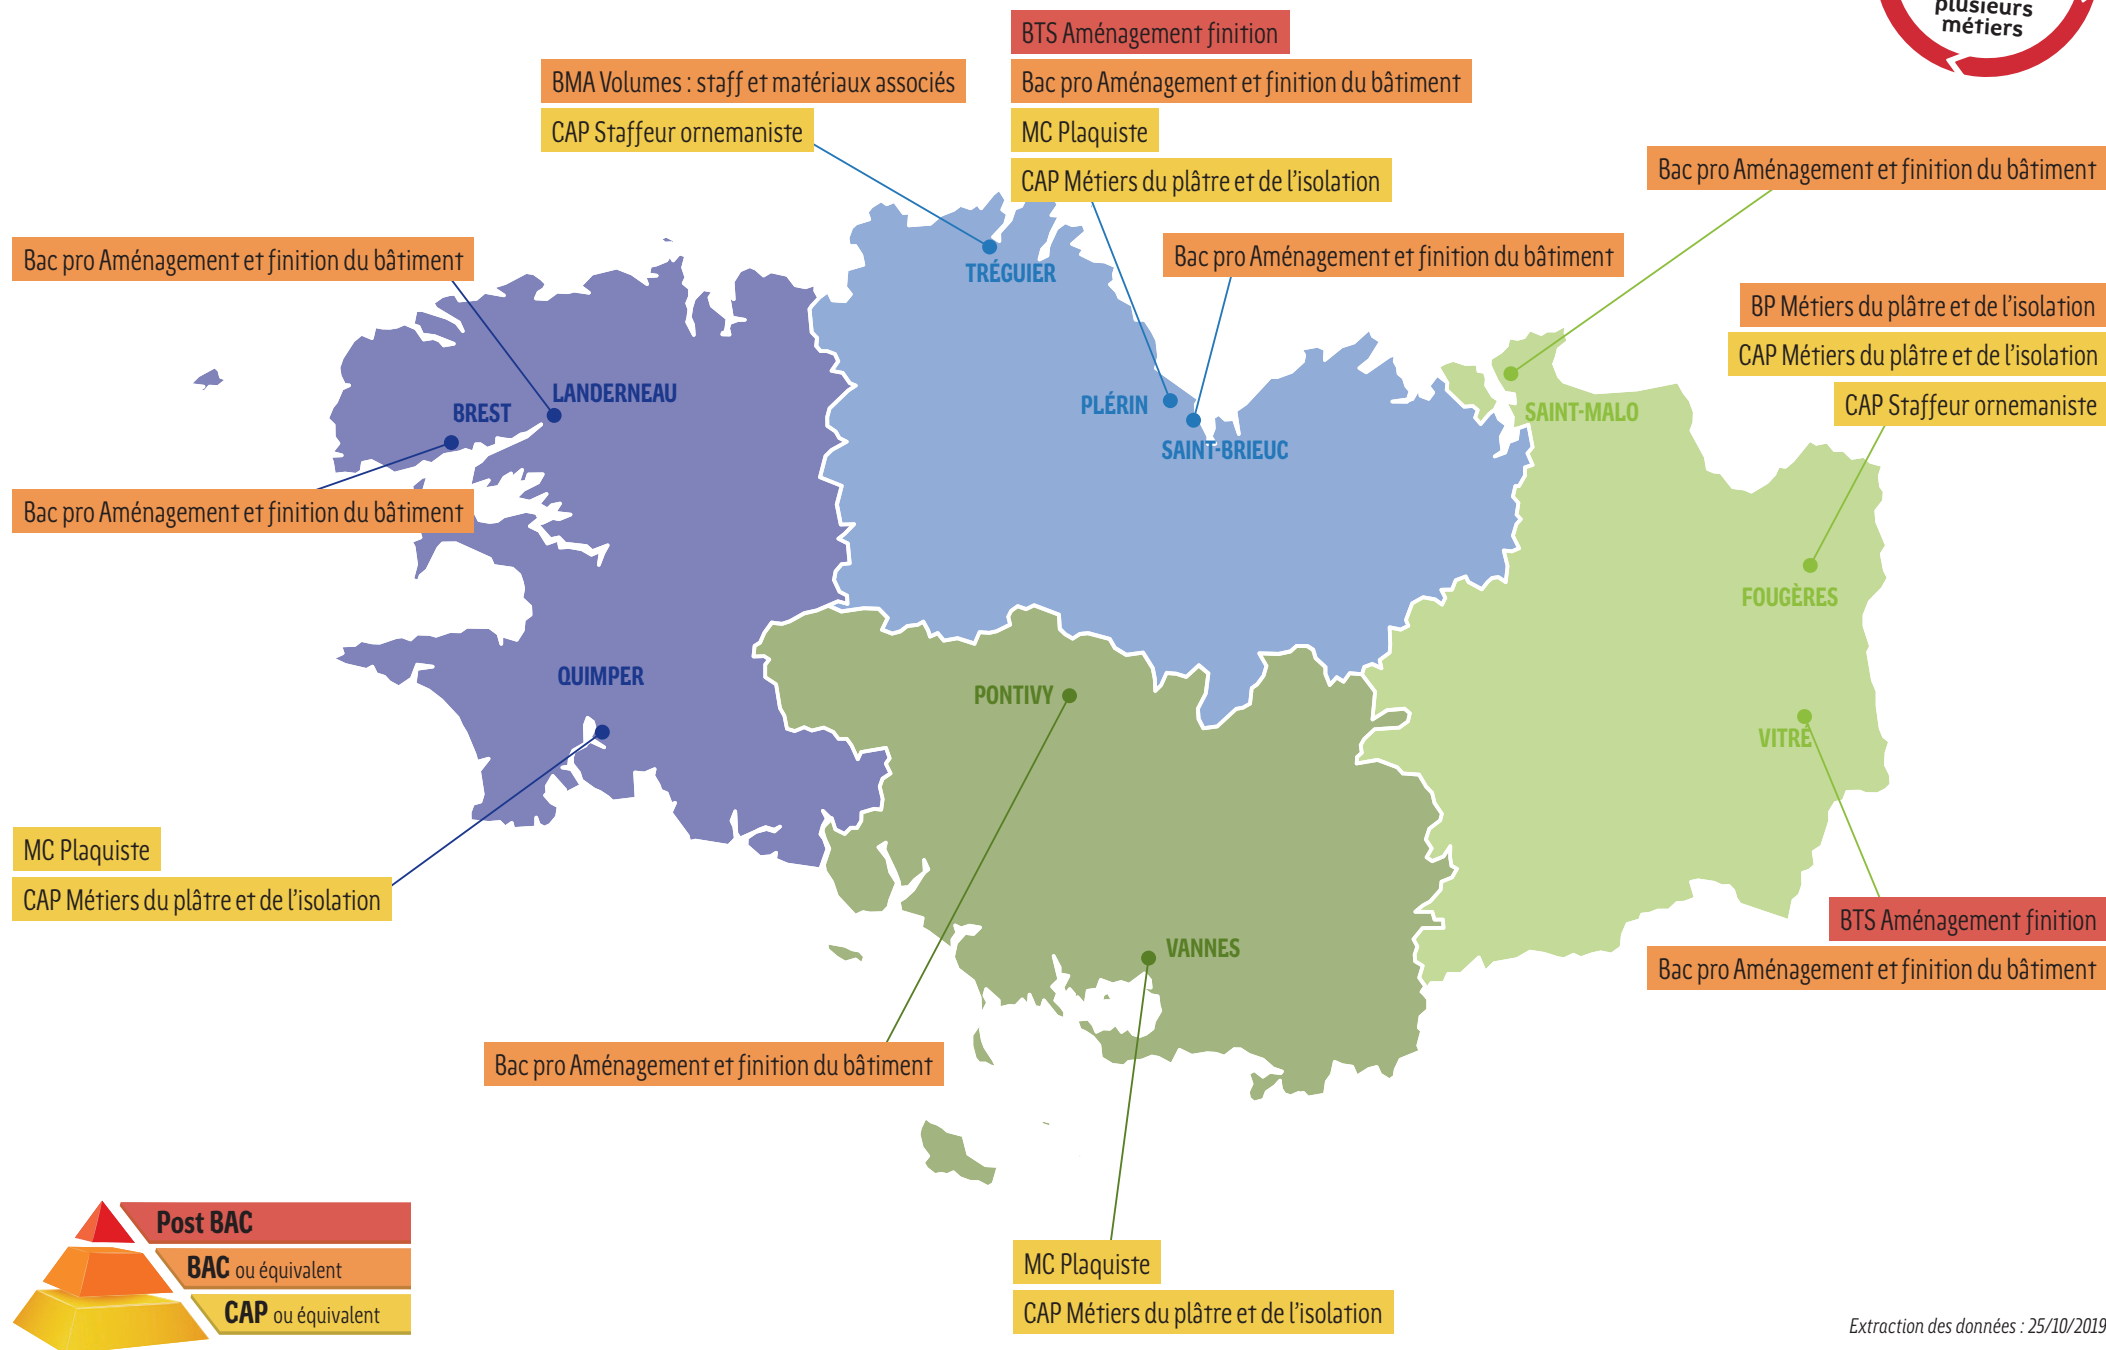 plusieurs
métiers
BTS Aménagement finition
Bac pro Aménagement et finition du bâtiment
MC Plaquiste
CAP Métiers du plâtre et de l'isolation
BMA Volumes : staff et matériaux associés
CAP Staffeur ornemaniste
Bac pro Aménagement et finition du bâtiment
Bac pro Aménagement et finition du bâtiment
Bac pro Aménagement et finition du bâtiment
TRÉGUIER
BP Métiers du plâtre et de l'isolation
CAP Métiers du plâtre et de l'isolation
CAP Staffeur ornemaniste
LANDERNEAU
BREST
PLÉRIN
SAINT-BRIEUC
SAINT-MALO
Bac pro Aménagement et finition du bâtiment
FOUGÈRES
QUIMPER
PONTIVY
VITRÉ
MC Plaquiste
CAP Métiers du plâtre et de l'isolation
VANNES
BTS Aménagement finition
Bac pro Aménagement et finition du bâtiment
Bac pro Aménagement et finition du bâtiment
MC Plaquiste
CAP Métiers du plâtre et de l'isolation
Post BAC
BAC ou équivalent
CAP ou équivalent
Extraction des données : 25/10/2019